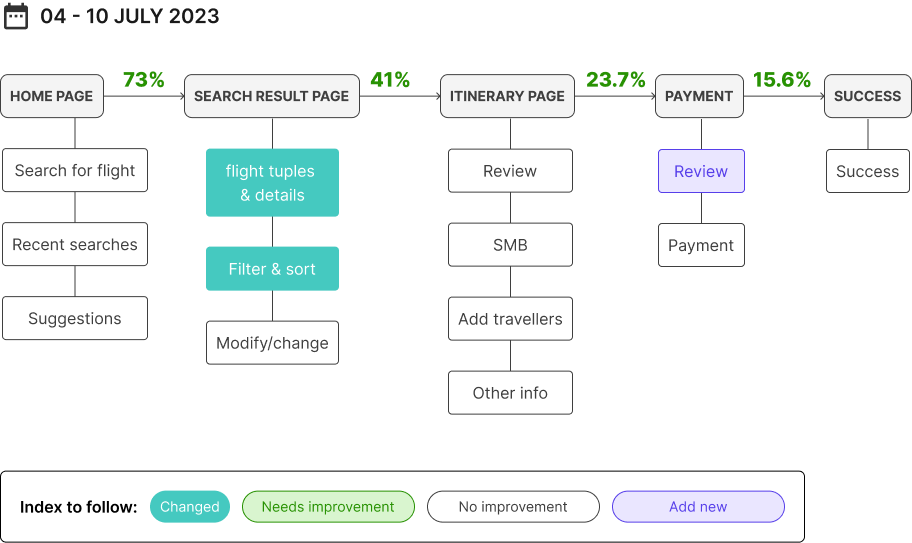 04 - 10 JULY 2023
73%
41%
23.7%
15.6%
HOME PAGE
SEARCH RESULT PAGE
ITINERARY PAGE
PAYMENT
SUCCESS
Search for flight
Recent searches
Suggestions
flight tuples
& details
Filter & sort
Modify/change
Review
SMB
Add travellers
Other info
Review
Payment
Success
Index to follow:
Changed
Needs improvement
No improvement
Add new